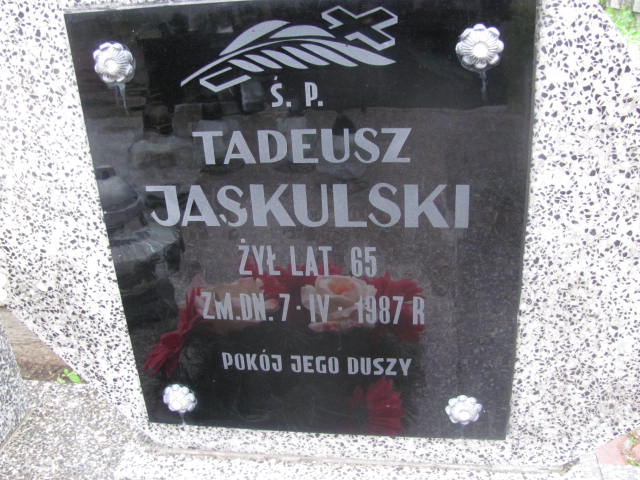 Ś. P.
TADEUSZ
JASKULSKI
ŻYŁ LAT 65
ZM. DN. 7 · IV · 1987 R
POKÓJ JEGO DUSZY